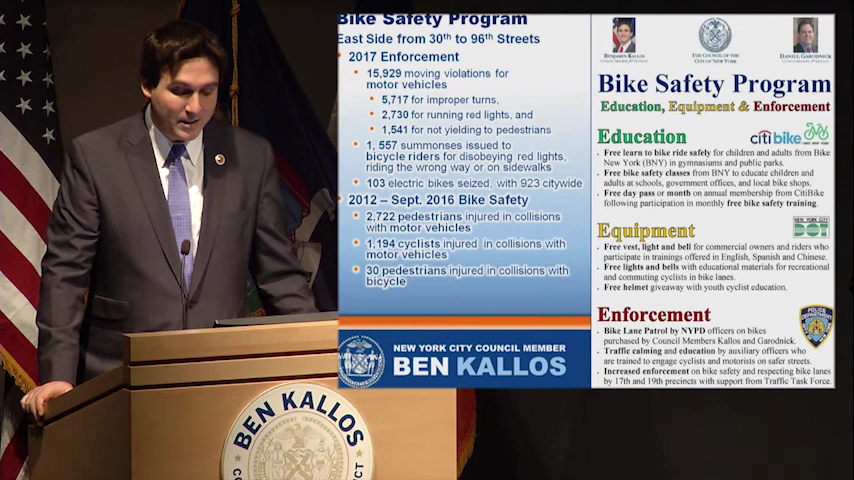 Bike Safety Program
East Side from 30th to 96th Streets
• 2017 Enforcement
• 15,929 moving violations for
motor vehicles
• 5,717 for improper turns,
• 2,730 for running red lights, and
• 1,541 for not yielding to pedestrians
• 1, 557 summonses issued to
bicycle riders for disobeying red lights,
riding the wrong way or on sidewalks
• 103 electric bikes seized, with 923 citywide
• 2012 – Sept. 2016 Bike Safety
• 2,722 pedestrians injured in collisions
with motor vehicles
• 1,194 cyclists injured in collisions with
motor vehicles
• 30 pedestrians injured in collisions with
bicycle
NEW YORK CITY COUNCIL MEMBER
BEN KALLOS
BENJAMIN KALLOS
THE COUNCIL OF THE
CITY OF NEW YORK
DANIEL GARODNICK
Bike Safety Program
Education, Equipment & Enforcement
Education
citibike
BIKE NEW YORK
• Free learn to bike ride safely for children and adults from Bike
New York (BNY) in gymnasiums and public parks.
• Free bike safety classes from BNY to educate children and
adults at schools, government offices, and local bike shops.
• Free day pass or month on annual membership from CitiBike
following participation in monthly free bike safety training.
Equipment
NEW YORK CITY
DOT
• Free vest, light and bell for commercial owners and riders who
participate in trainings offered in English, Spanish and Chinese.
• Free lights and bells with educational materials for recreational
and commuting cyclists in bike lanes.
• Free helmet giveaway with youth cyclist education.
Enforcement
POLICE
DEPARTMENT
• Bike Lane Patrol by NYPD officers on bikes
purchased by Council Members Kallos and Garodnick.
• Traffic calming and education by auxiliary officers who
are trained to engage cyclists and motorists on safer streets.
• Increased enforcement on bike safety and respecting bike lanes
by 17th and 19th precincts with support from Traffic Task Force.
BEN KALLOS